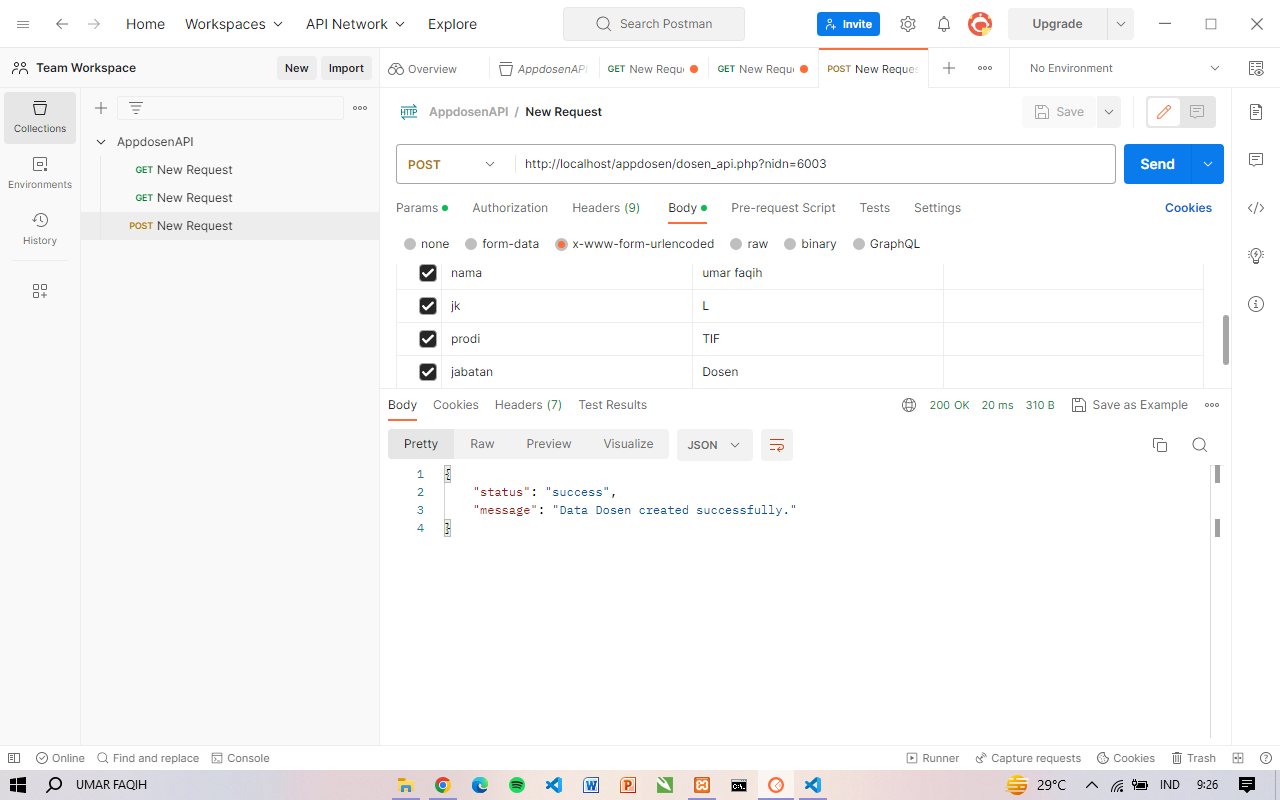 Home Workspaces API Network Explore Search Postman Invite Upgrade
Team Workspace New Import Overview AppdosenAPI GET New Reque GET New Reque POST New Reques No Environment
Collections
Environments
History
AppdosenAPI
GET New Request
GET New Request
POST New Request
HTTP AppdosenAPI / New Request Save
POST http://localhost/appdosen/dosen_api.php?nidn=6003 Send
Params Authorization Headers (9) Body Pre-request Script Tests Settings Cookies
none form-data x-www-form-urlencoded raw binary GraphQL
nama umar faqih
jk L
prodi TIF
jabatan Dosen
Body Cookies Headers (7) Test Results 200 OK 20 ms 310 B Save as Example
Pretty Raw Preview Visualize JSON
1 {
2 "status": "success",
3 "message": "Data Dosen created successfully."
4 }
Online Find and replace Console Runner Capture requests Cookies Trash
UMAR FAQIH 29°C IND 9:26